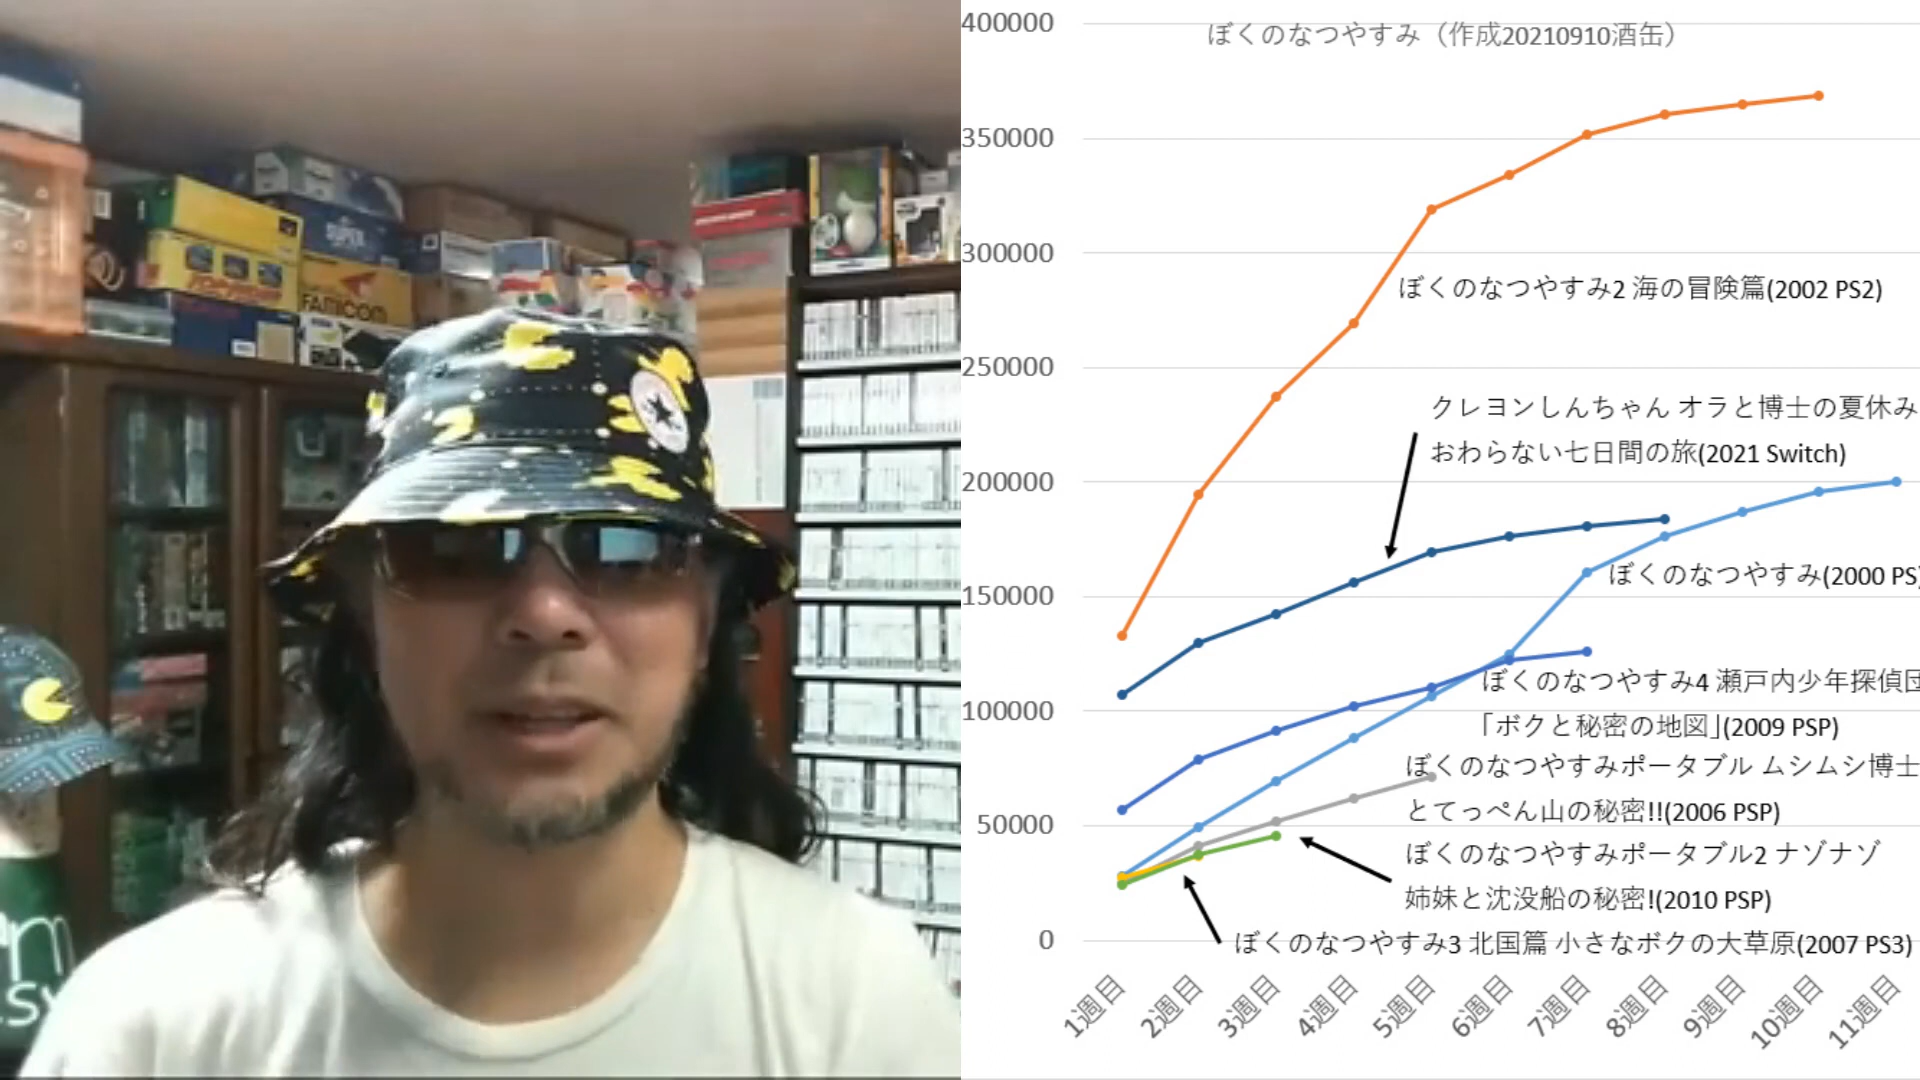 SUPER
FAMICOM
400000
ぼくのなつやすみ（作成20210910酒缶）
350000
300000
ぼくのなつやすみ2 海の冒険篇(2002 PS2)
250000
クレヨンしんちゃん オラと博士の夏休み
おわらない七日間の旅(2021 Switch)
200000
150000
ぼくのなつやすみ(2000 PS)
ぼくのなつやすみ4 瀬戸内少年探偵団
100000
「ボクと秘密の地図」(2009 PSP)
ぼくのなつやすみポータブル ムシムシ博士
とてっぺん山の秘密!!(2006 PSP)
50000
ぼくのなつやすみポータブル2 ナゾナゾ
姉妹と沈没船の秘密!(2010 PSP)
0
ぼくのなつやすみ3 北国篇 小さなボクの大草原(2007 PS3)
1週目
2週目
3週目
4週目
5週目
6週目
7週目
8週目
9週目
10週目
11週目